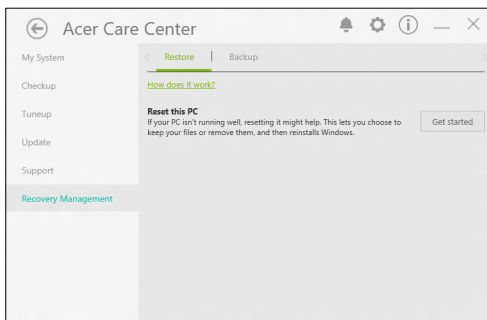 Acer Care Center
My System
Checkup
Tuneup
Update
Support
Recovery Management
Restore Backup
How does it work?
Reset this PC
If your PC isn't running well, resetting it might help. This lets you choose to
keep your files or remove them, and then reinstalls Windows.
Get started